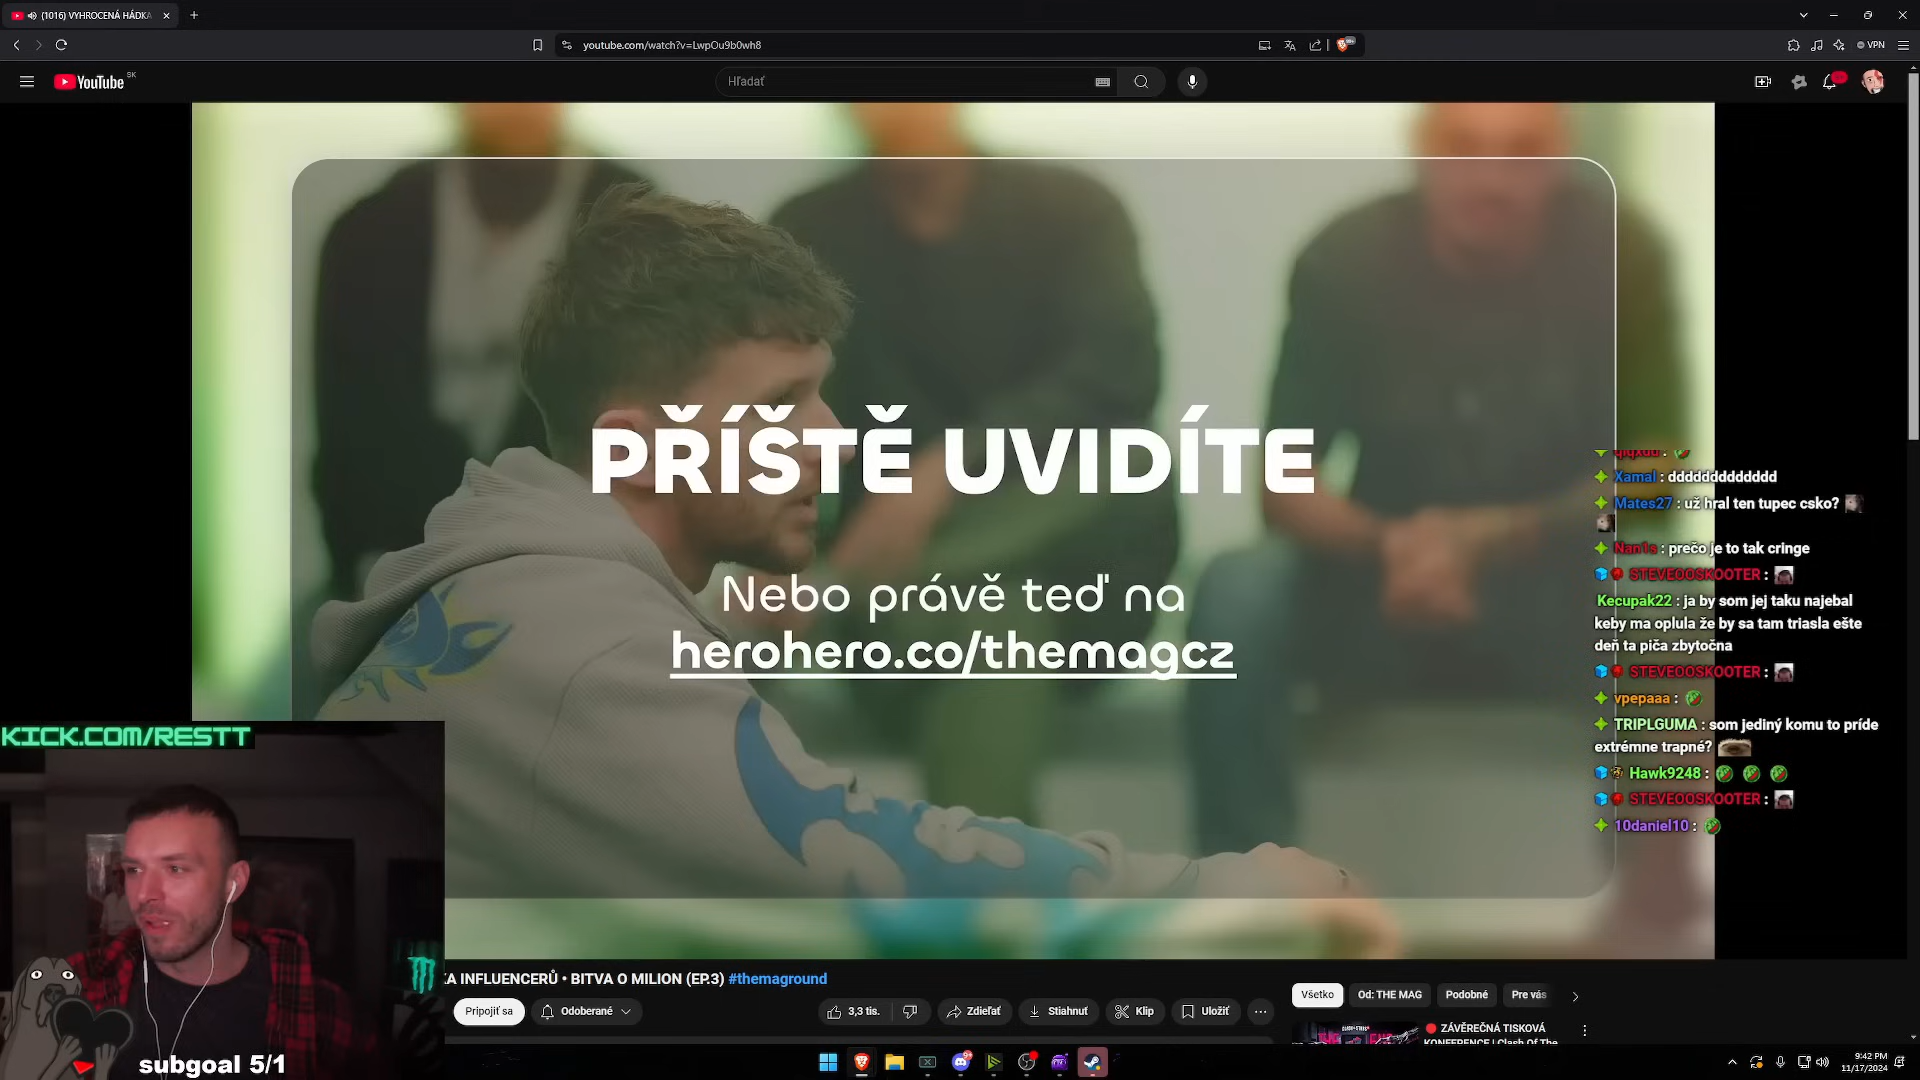 (1016) VYHROCENÁ HÁDKA
youtube.com/watch?v=LwpOu9b0wh8
VPN
YouTube SK
Hľadať
PŘÍŠTĚ UVIDÍTE
Nebo právě teď na
herohero.co/themagcz
Xamal : ddddddddddddd
Mates27 : už hral ten tupec csko?
Nan1s : prečo je to tak cringe
STEVEOOSKOOTER :
Kecupak22 : ja by som jej taku najebal
keby ma oplula že by sa tam triasla ešte
deň ta piča zbytočna
STEVEOOSKOOTER :
vpepaaa :
TRIPLGUMA : som jediný komu to príde
extrémne trapné?
Hawk9248 :
STEVEOOSKOOTER :
10daniel10 :
KICK.COM/RESTT
subgoal 5/1
KA INFLUENCERŮ • BITVA O MILION (EP.3) #themaground
Pripojiť sa
Odoberané
3,3 tis.
Zdieľať
Stiahnuť
Klip
Uložiť
Všetko
Od: THE MAG
Podobné
Pre vás
ZÁVĚREČNÁ TISKOVÁ
KONFERENCE | Clash Of The
9:42 PM
11/17/2024